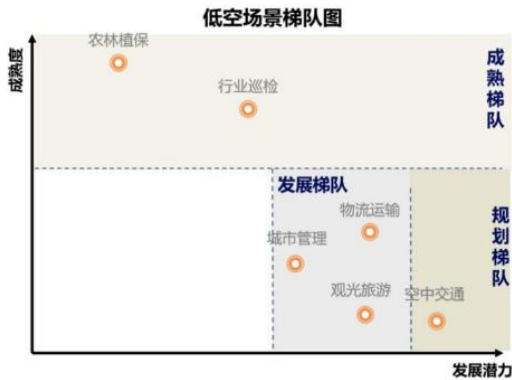 低空场景梯队图
成熟度
农林植保
行业巡检
成熟梯队
发展梯队
物流运输
城市管理
观光旅游
空中交通
规划梯队
发展潜力